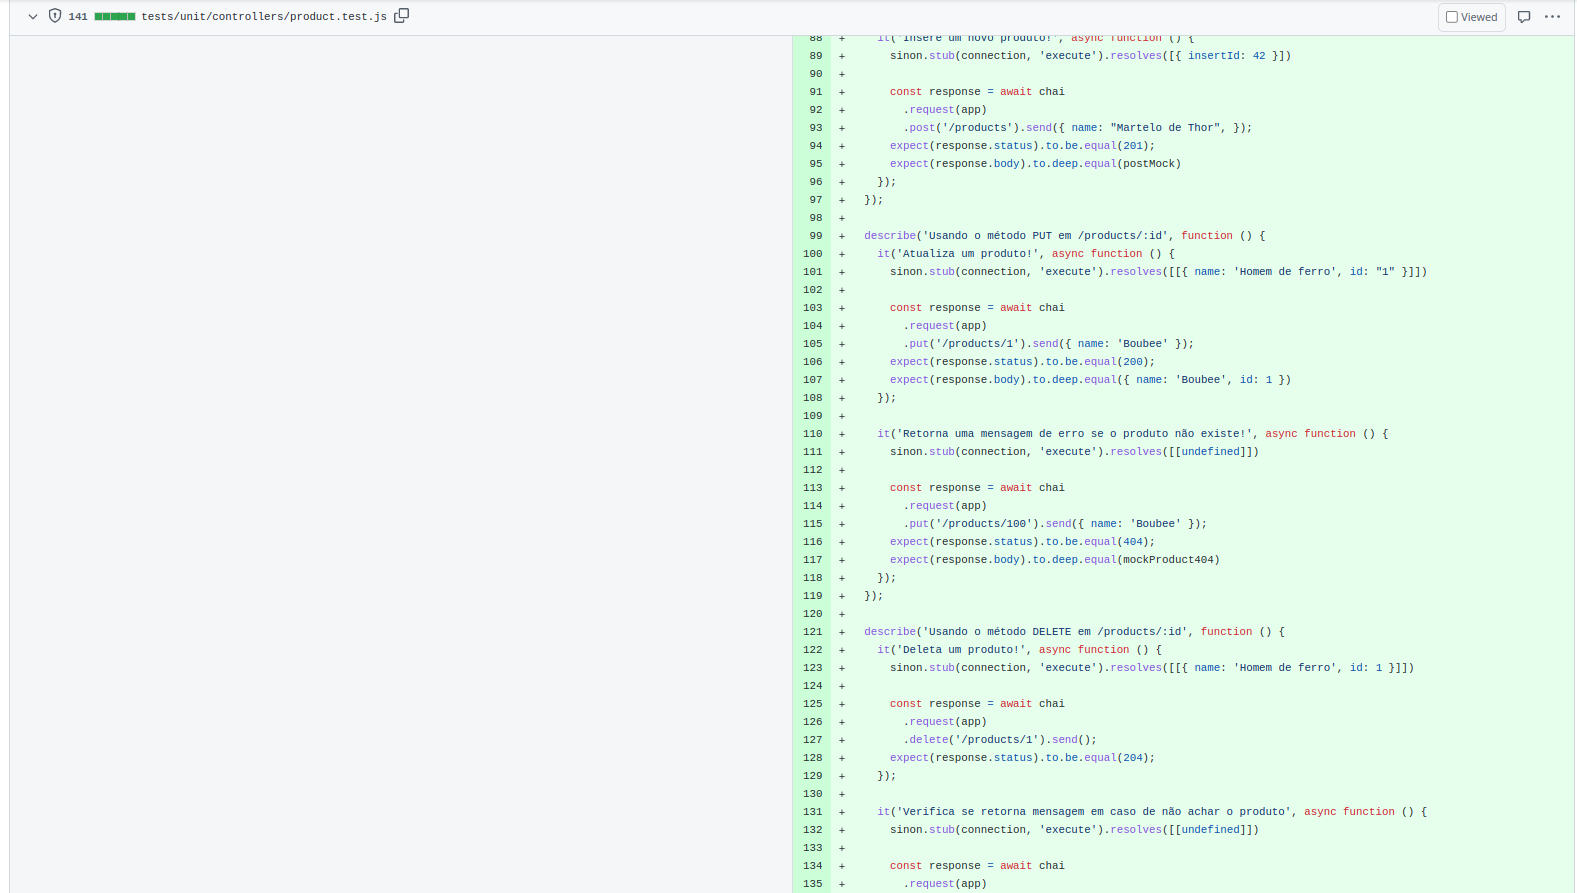 141 tests/unit/controllers/product.test.js Viewed
88 + it('Insere um novo produto!', async function () {
89 + sinon.stub(connection, 'execute').resolves([{ insertId: 42 }])
90 +
91 + const response = await chai
92 + .request(app)
93 + .post('/products').send({ name: "Martelo de Thor", });
94 + expect(response.status).to.be.equal(201);
95 + expect(response.body).to.deep.equal(postMock)
96 + });
97 + });
98 +
99 + describe('Usando o método PUT em /products/:id', function () {
100 + it('Atualiza um produto!', async function () {
101 + sinon.stub(connection, 'execute').resolves([[{ name: 'Homem de ferro', id: "1" }]])
102 +
103 + const response = await chai
104 + .request(app)
105 + .put('/products/1').send({ name: 'Boubee' });
106 + expect(response.status).to.be.equal(200);
107 + expect(response.body).to.deep.equal({ name: 'Boubee', id: 1 })
108 + });
109 +
110 + it('Retorna uma mensagem de erro se o produto não existe!', async function () {
111 + sinon.stub(connection, 'execute').resolves([[undefined]])
112 +
113 + const response = await chai
114 + .request(app)
115 + .put('/products/100').send({ name: 'Boubee' });
116 + expect(response.status).to.be.equal(404);
117 + expect(response.body).to.deep.equal(mockProduct404)
118 + });
119 + });
120 +
121 + describe('Usando o método DELETE em /products/:id', function () {
122 + it('Deleta um produto!', async function () {
123 + sinon.stub(connection, 'execute').resolves([[{ name: 'Homem de ferro', id: 1 }]])
124 +
125 + const response = await chai
126 + .request(app)
127 + .delete('/products/1').send();
128 + expect(response.status).to.be.equal(204);
129 + });
130 +
131 + it('Verifica se retorna mensagem em caso de não achar o produto', async function () {
132 + sinon.stub(connection, 'execute').resolves([[undefined]])
133 +
134 + const response = await chai
135 + .request(app)